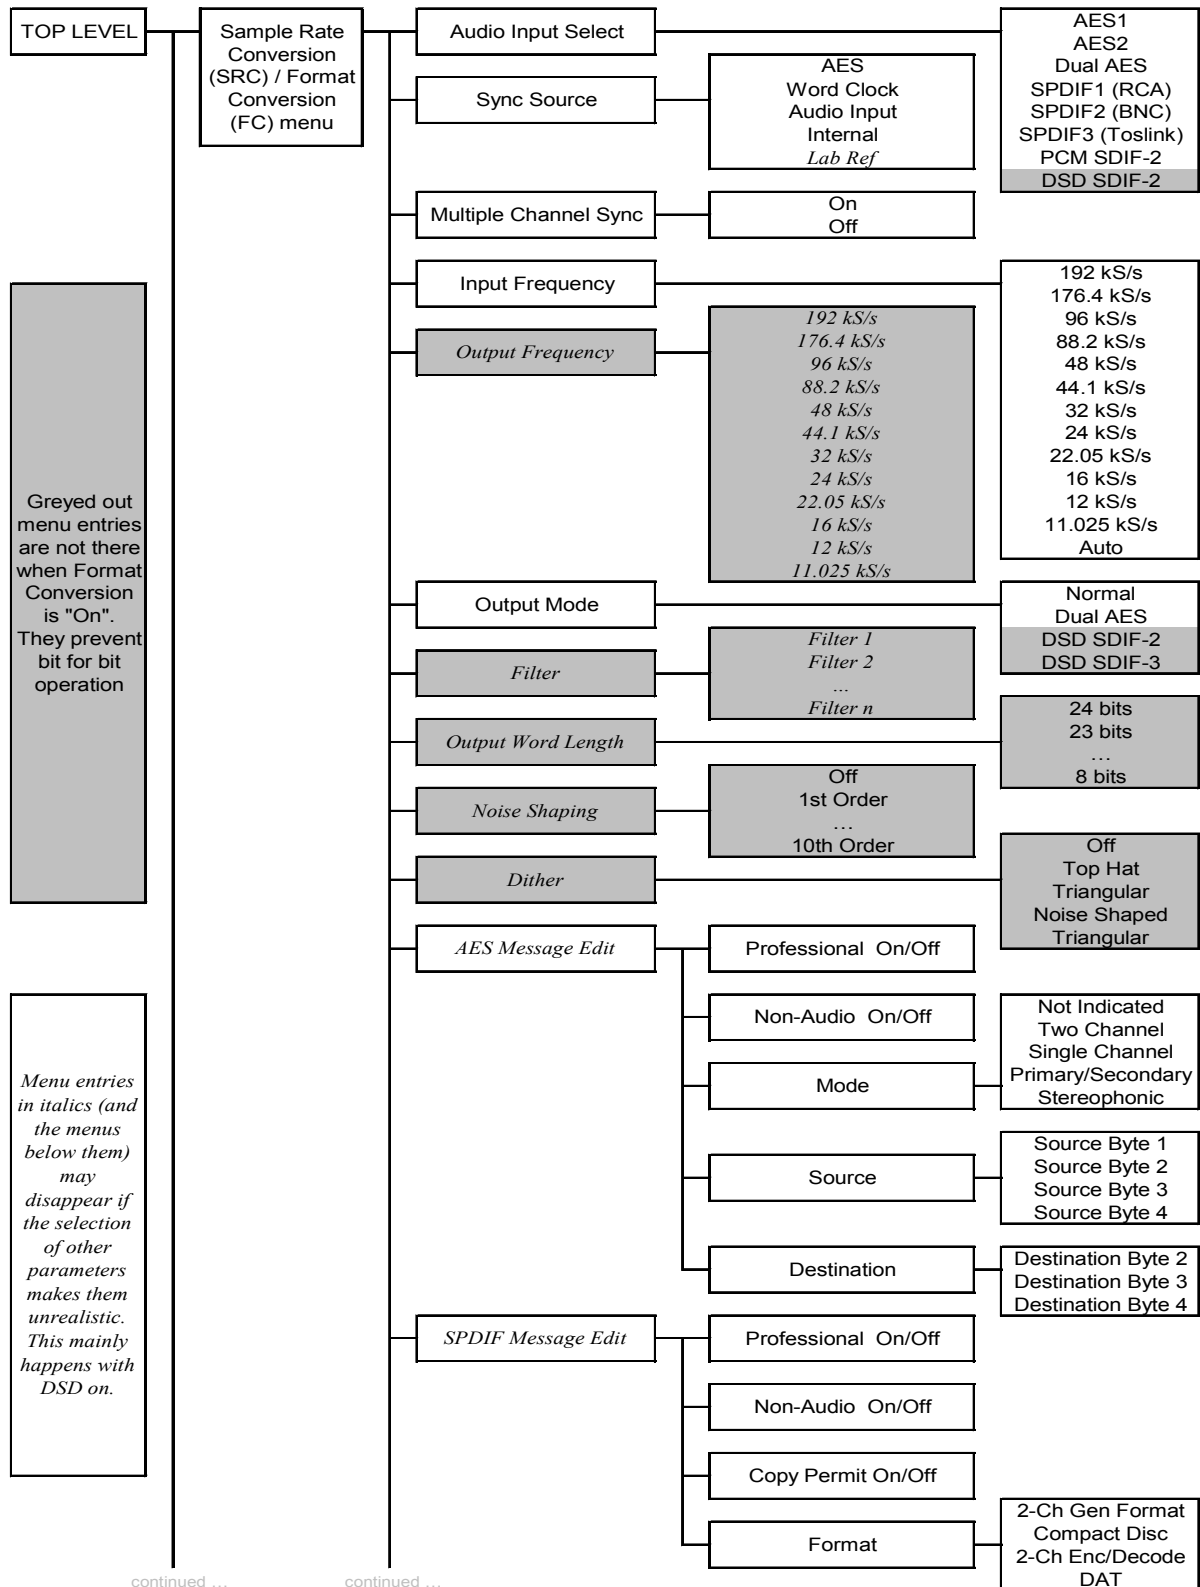 TOP LEVEL
Sample Rate
Conversion
(SRC) / Format
Conversion
(FC) menu
Audio Input Select
AES1
AES2
Dual AES
SPDIF1 (RCA)
SPDIF2 (BNC)
SPDIF3 (Toslink)
PCM SDIF-2
DSD SDIF-2
Sync Source
AES
Word Clock
Audio Input
Internal
Lab Ref
Multiple Channel Sync
On
Off
Input Frequency
192 kS/s
176.4 kS/s
96 kS/s
88.2 kS/s
48 kS/s
44.1 kS/s
32 kS/s
24 kS/s
22.05 kS/s
16 kS/s
12 kS/s
11.025 kS/s
Auto
Output Frequency
192 kS/s
176.4 kS/s
96 kS/s
88.2 kS/s
48 kS/s
44.1 kS/s
32 kS/s
24 kS/s
22.05 kS/s
16 kS/s
12 kS/s
11.025 kS/s
Greyed out
menu entries
are not there
when Format
Conversion
is "On".
They prevent
bit for bit
operation
Output Mode
Normal
Dual AES
DSD SDIF-2
DSD SDIF-3
Filter
Filter 1
Filter 2
...
Filter n
Output Word Length
24 bits
23 bits
…
8 bits
Noise Shaping
Off
1st Order
…
10th Order
Dither
Off
Top Hat
Triangular
Noise Shaped
Triangular
AES Message Edit
Professional On/Off
Non-Audio On/Off
Mode
Not Indicated
Two Channel
Single Channel
Primary/Secondary
Stereophonic
Source
Source Byte 1
Source Byte 2
Source Byte 3
Source Byte 4
Destination
Destination Byte 2
Destination Byte 3
Destination Byte 4
Menu entries
in italics (and
the menus
below them)
may
disappear if
the selection
of other
parameters
makes them
unrealistic.
This mainly
happens with
DSD on.
SPDIF Message Edit
Professional On/Off
Non-Audio On/Off
Copy Permit On/Off
Format
2-Ch Gen Format
Compact Disc
2-Ch Enc/Decode
DAT
continued …
continued …